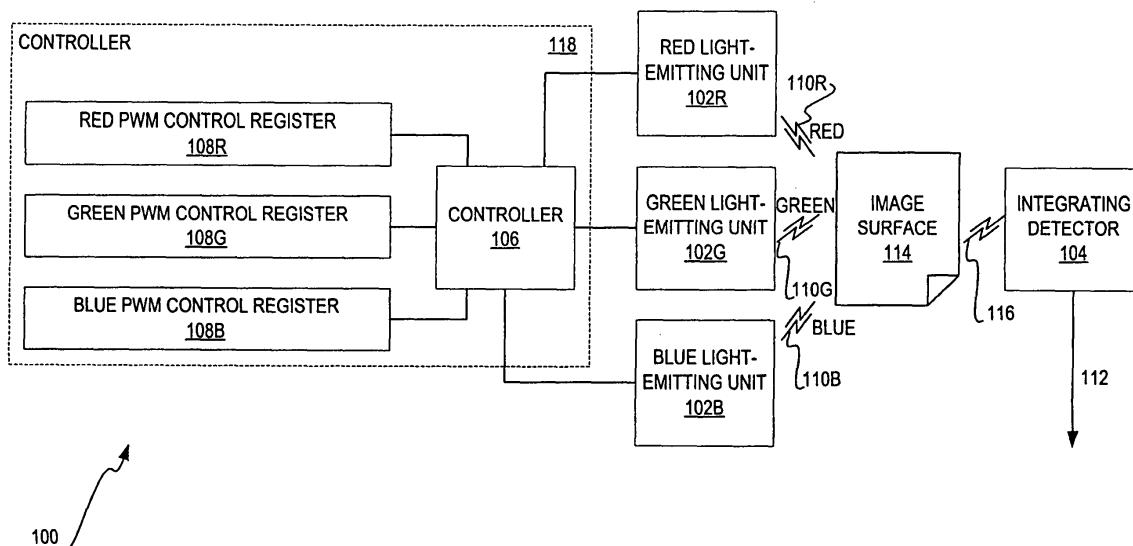 CONTROLLER
118
RED PWM CONTROL REGISTER
108R
GREEN PWM CONTROL REGISTER
108G
BLUE PWM CONTROL REGISTER
108B
CONTROLLER
106
RED LIGHT-
EMITTING UNIT
102R
GREEN LIGHT-
EMITTING UNIT
102G
BLUE LIGHT-
EMITTING UNIT
102B
110R
RED
GREEN
110G
BLUE
110B
IMAGE
SURFACE
114
116
INTEGRATING
DETECTOR
104
112
100